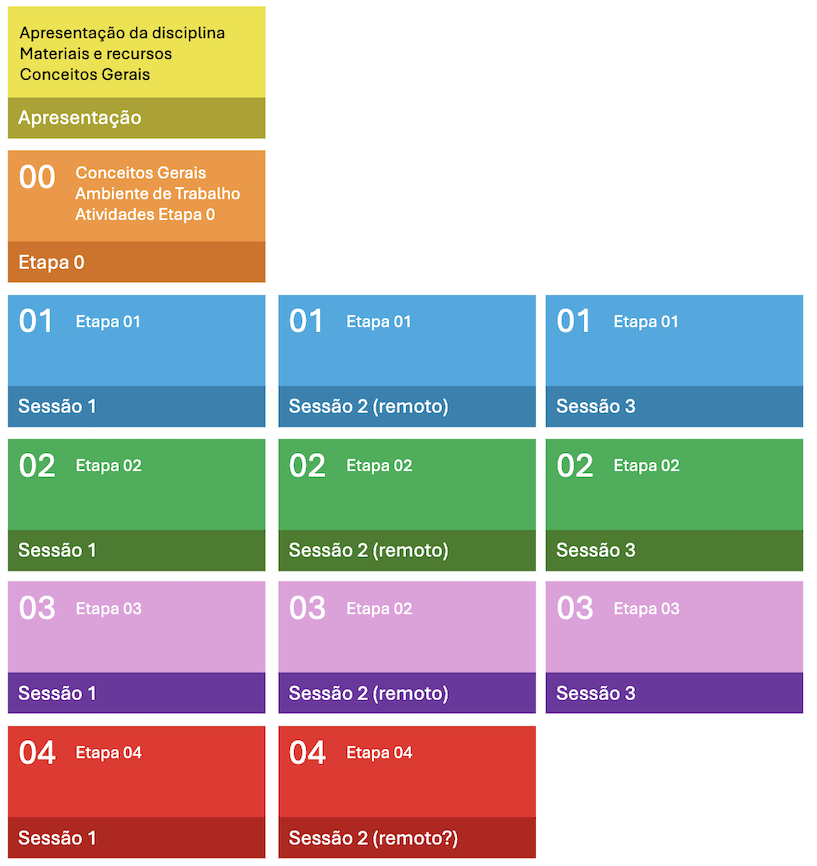 Apresentação da disciplina
Materiais e recursos
Conceitos Gerais
Apresentação
00
Conceitos Gerais
Ambiente de Trabalho
Atividades Etapa 0
Etapa 0
01 Etapa 01
Sessão 1
01 Etapa 01
Sessão 2 (remoto)
01 Etapa 01
Sessão 3
02 Etapa 02
Sessão 1
02 Etapa 02
Sessão 2 (remoto)
02 Etapa 02
Sessão 3
03 Etapa 03
Sessão 1
03 Etapa 02
Sessão 2 (remoto)
03 Etapa 03
Sessão 3
04 Etapa 04
Sessão 1
04 Etapa 04
Sessão 2 (remoto?)